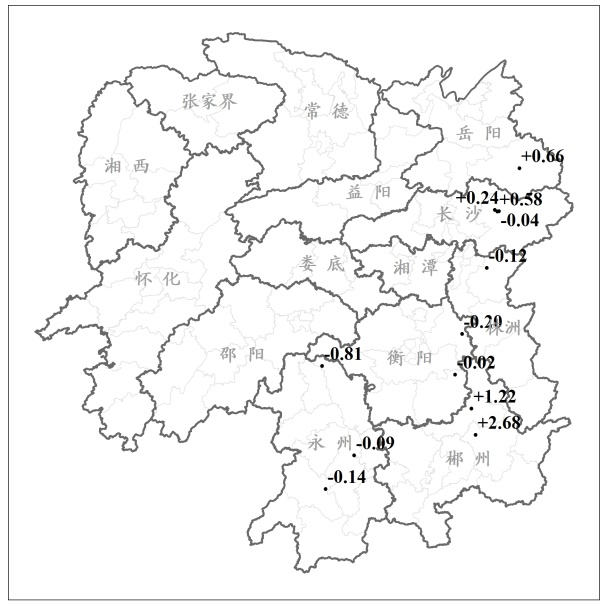 张家界
常德
岳阳
+0.66
湘西
益阳
+0.24
+0.58
长沙
-0.04
-0.12
娄底
湘潭
怀化
-0.20
株洲
邵阳
-0.81
衡阳
-0.02
+1.22
+2.68
永州
-0.09
郴州
-0.14